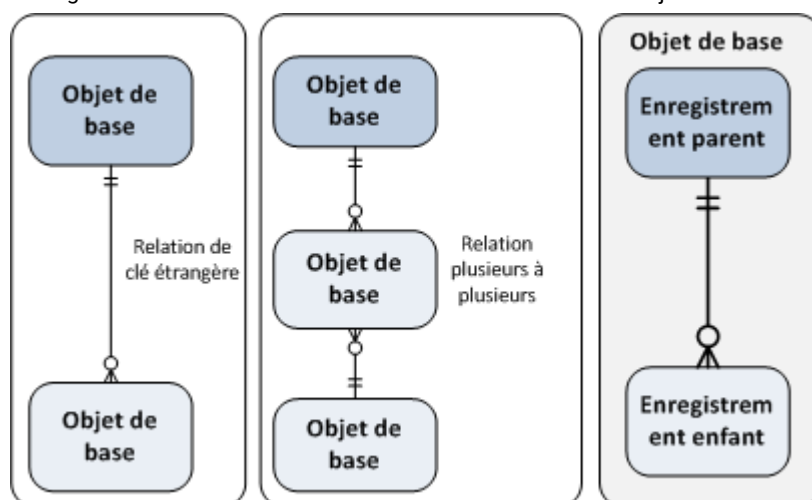 Objet de
base
Relation de
clé étrangère
Objet de
base
Objet de
base
Objet de
base
Relation
plusieurs à
plusieurs
Objet de
base
Objet de base
Enregistrem
ent parent
Enregistrem
ent enfant